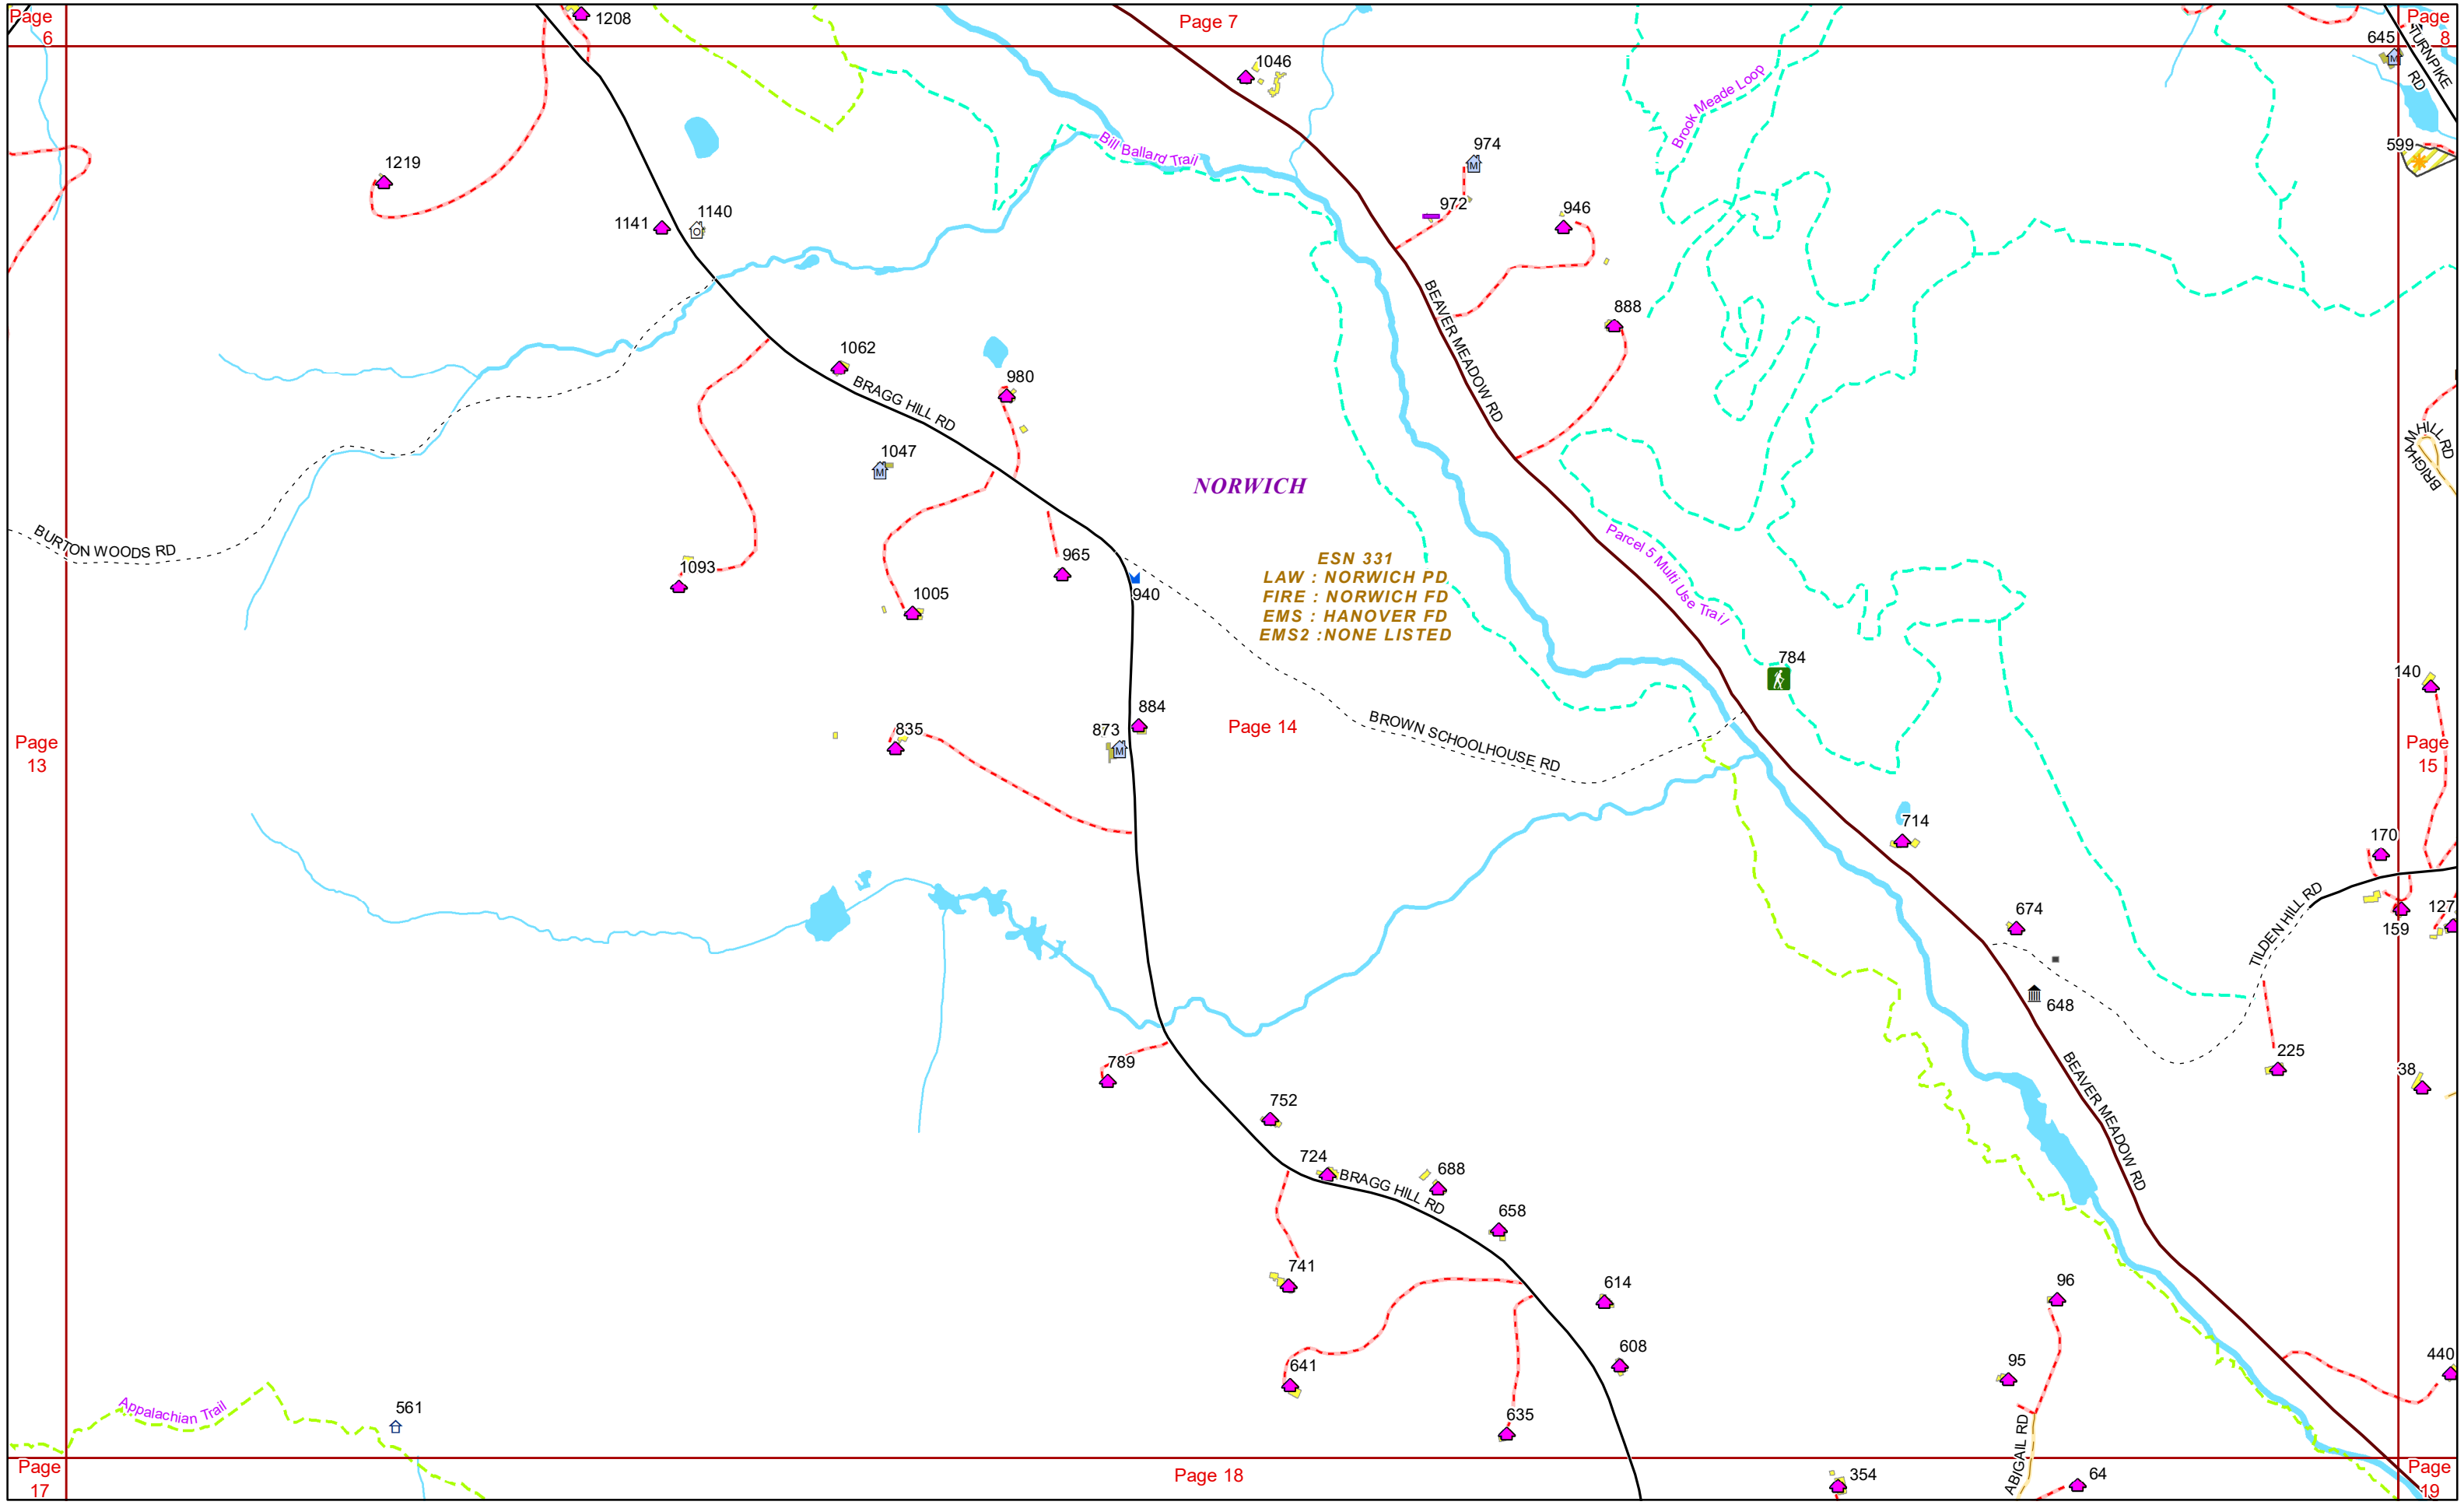 Page
6
1208
Page 7
Page
8
645
TURNPIKE
RD
1046
Brook Meade Loop
599
974
Bill Ballard Trail
1219
972
946
1141
1140
888
BEAVER MEADOW RD
1062
980
BRAGG HILL RD
1047
BRIGHAM
HILL RD
NORWICH
BURTON WOODS RD
Parcel 5 Multi Use Trail
965
ESN 331
LAW : NORWICH PD
FIRE : NORWICH FD
EMS : HANOVER FD
EMS2 :NONE LISTED
1093
1005
940
784
140
884
873
835
Page 14
BROWN SCHOOLHOUSE RD
Page
13
Page
15
714
170
TILDEN HILL RD
674
159
127
648
789
225
38
BEAVER MEADOW RD
752
724
688
BRAGG HILL RD
658
741
614
96
608
641
95
440
Appalachian Trail
561
635
ABIGAIL RD
Page
17
Page 18
354
64
Page
19